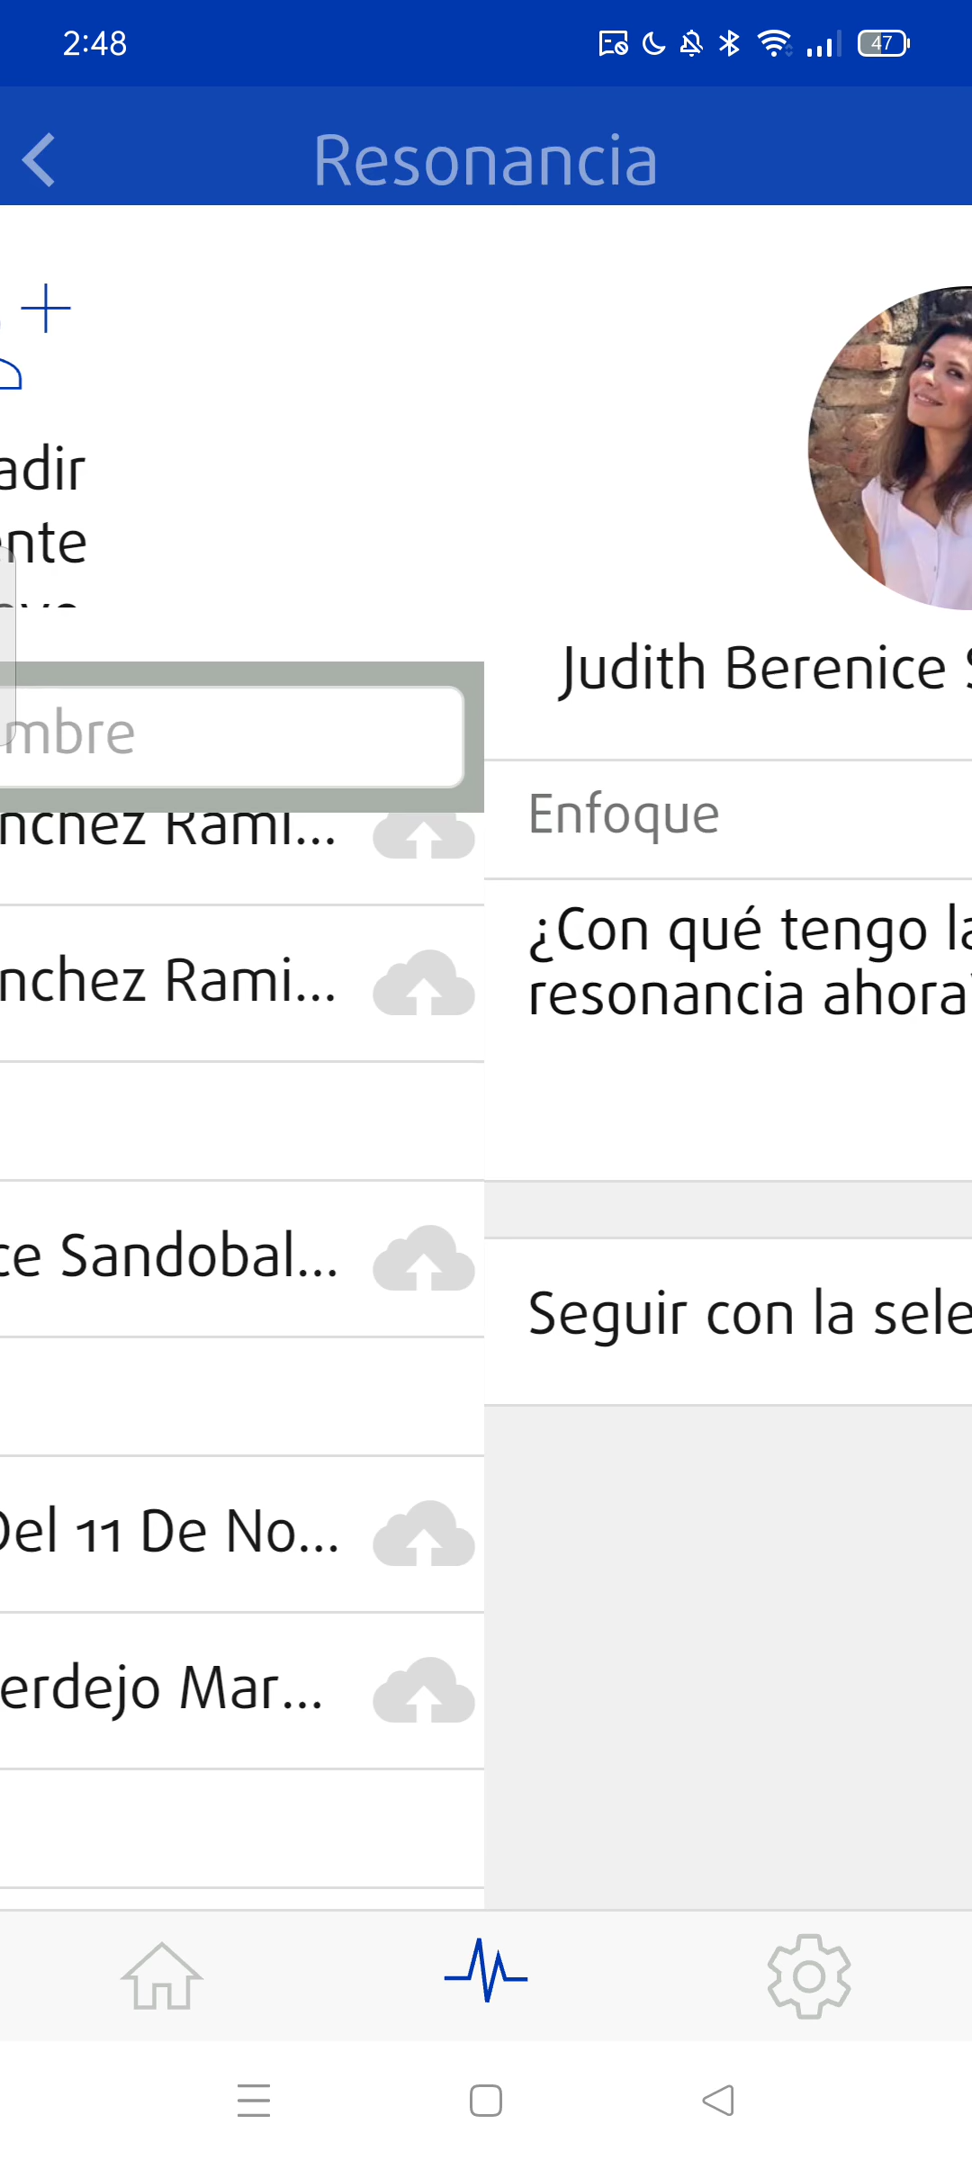 2:48
47
Resonancia
adir
ente
mbre
nchez Rami...
nchez Rami...
ce Sandobal...
Del 11 De No...
erdejo Mar...
Judith Berenice
Enfoque
¿Con qué tengo la
resonancia ahora
Seguir con la sele